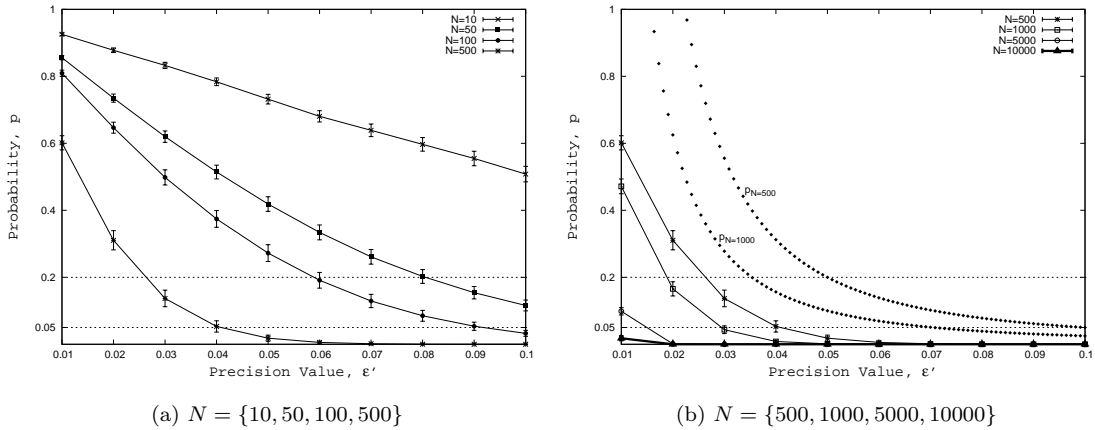 1
0.8
0.6
0.4
0.2
0.05
Probability, p
0.01 0.02 0.03 0.04 0.05 0.06 0.07 0.08 0.09 0.1
Precision Value, ε′
N=10
N=50
N=100
N=500
(a) N = {10, 50, 100, 500}
1
0.8
0.6
0.4
0.2
0.05
Probability, p
0.01 0.02 0.03 0.04 0.05 0.06 0.07 0.08 0.09 0.1
Precision Value, ε′
N=500
N=1000
N=5000
N=10000
pN=500
pN=1000
(b) N = {500, 1000, 5000, 10000}